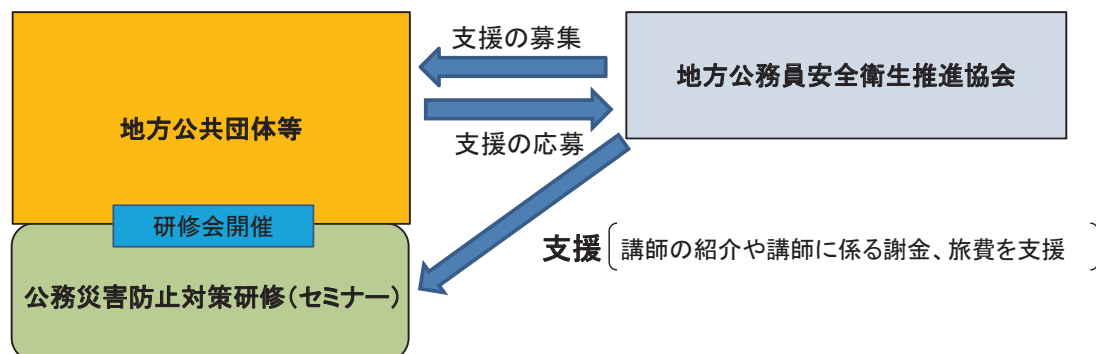 支援の募集
地方公務員安全衛生推進協会
地方公共団体等
支援の応募
研修会開催
支援 講師の紹介や講師に係る謝金、旅費を支援
公務災害防止対策研修(セミナー)